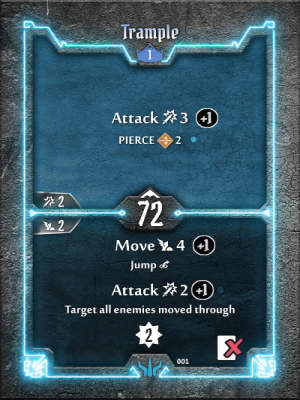 Trample
1
Attack 3 +1
PIERCE 2
2
72
2
Move 4 +1
Jump
Attack 2 +1
Target all enemies moved through
2
001